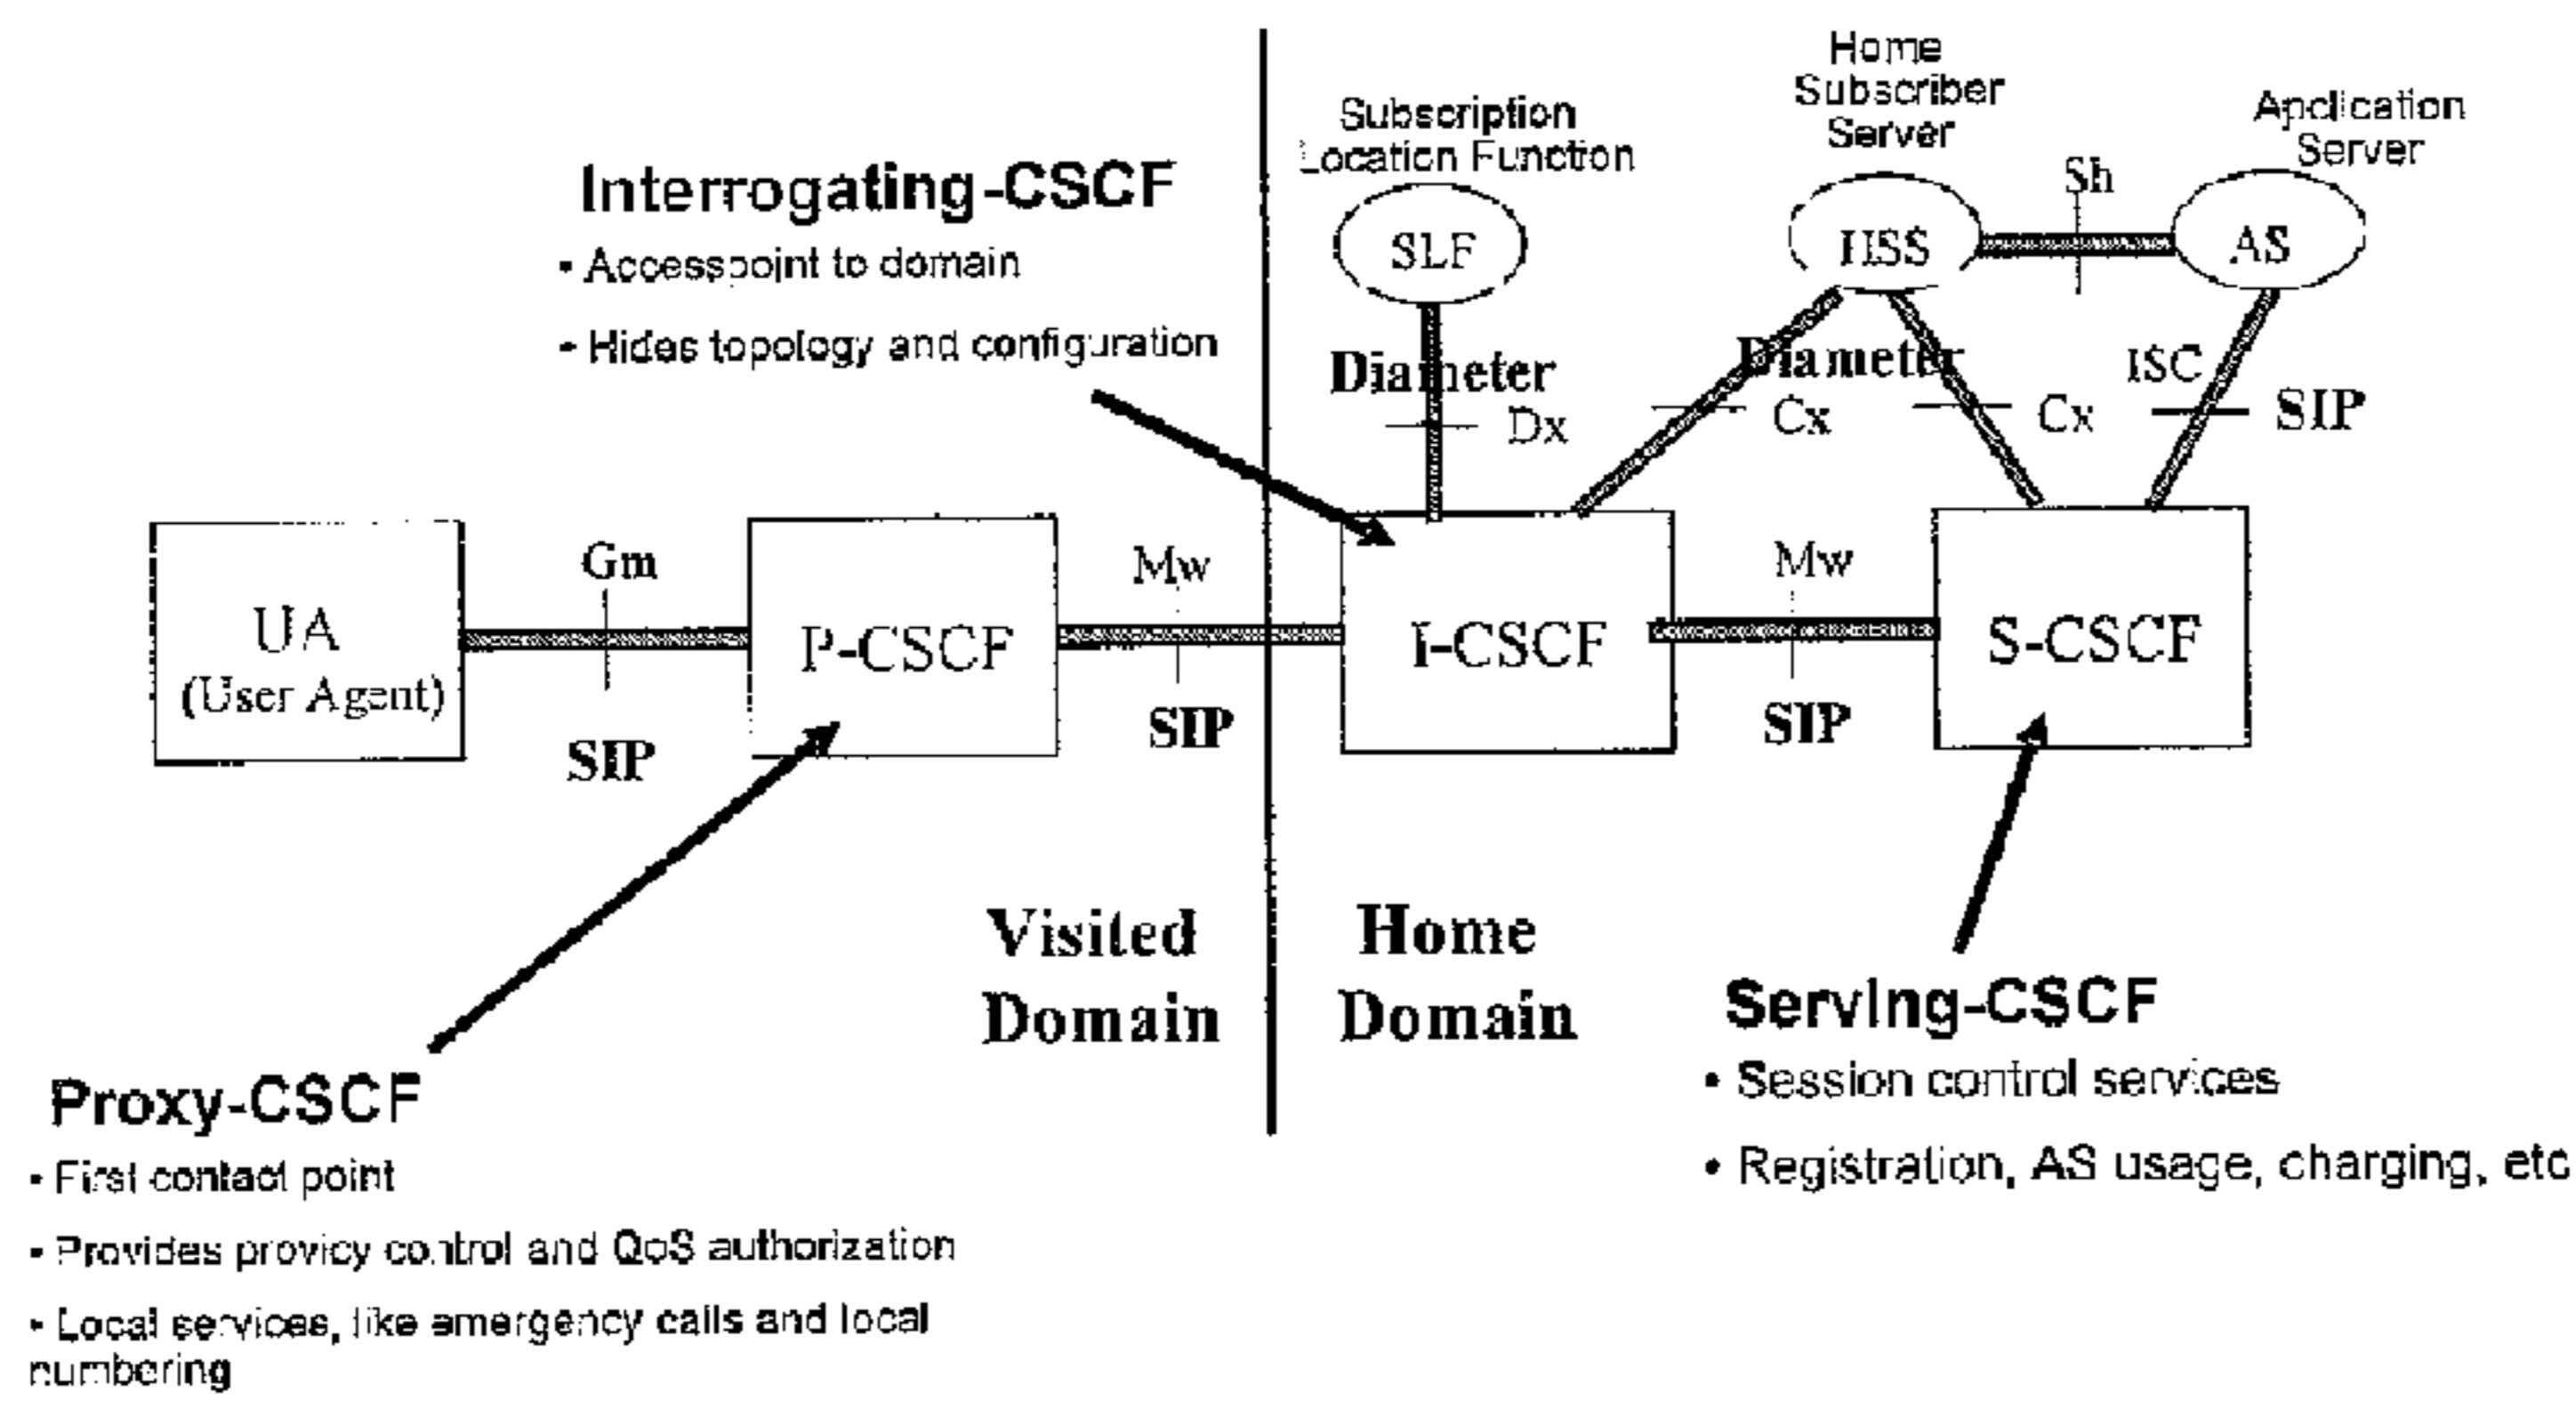 Home
Subscriber
Server
Subscription
Location Function
Application
Server
Interrogating-CSCF
• Accesspoint to domain
• Hides topology and configuration
SLF
HSS
Sh
AS
Diameter
Dx
Diameter
Cx
Cx
ISC
SIP
UA
(User Agent)
Gm
SIP
P-CSCF
Mw
SIP
I-CSCF
Mw
SIP
S-CSCF
Visited
Domain
Home
Domain
Proxy-CSCF
• First contact point
• Provides provicy control and QoS authorization
• Local services, like emergency calls and local
numbering
Serving-CSCF
• Session control services
• Registration, AS usage, charging, etc